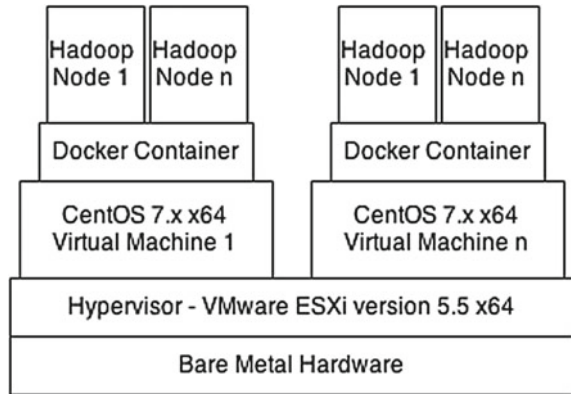 Hadoop
Node 1
Hadoop
Node n
Hadoop
Node 1
Hadoop
Node n
Docker Container
Docker Container
CentOS 7.x x64
Virtual Machine 1
CentOS 7.x x64
Virtual Machine n
Hypervisor - VMware ESXi version 5.5 x64
Bare Metal Hardware